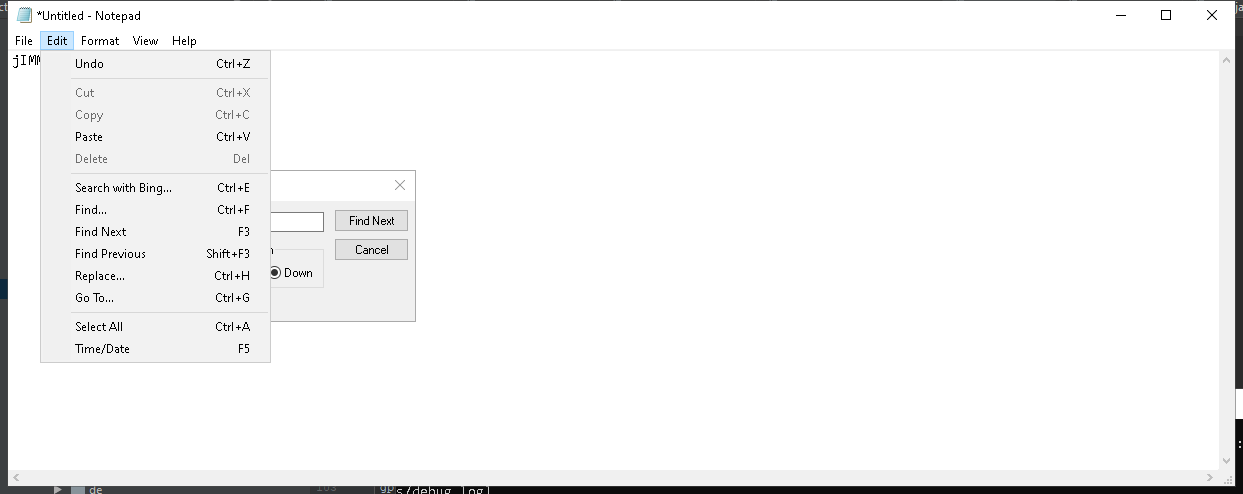 *Untitled - Notepad
File Edit Format View Help
Undo Ctrl+Z
Cut Ctrl+X
Copy Ctrl+C
Paste Ctrl+V
Delete Del
Search with Bing... Ctrl+E
Find... Ctrl+F
Find Next F3
Find Previous Shift+F3
Replace... Ctrl+H
Go To... Ctrl+G
Select All Ctrl+A
Time/Date F5
Find Next
Cancel
Down
de
s/debug.log